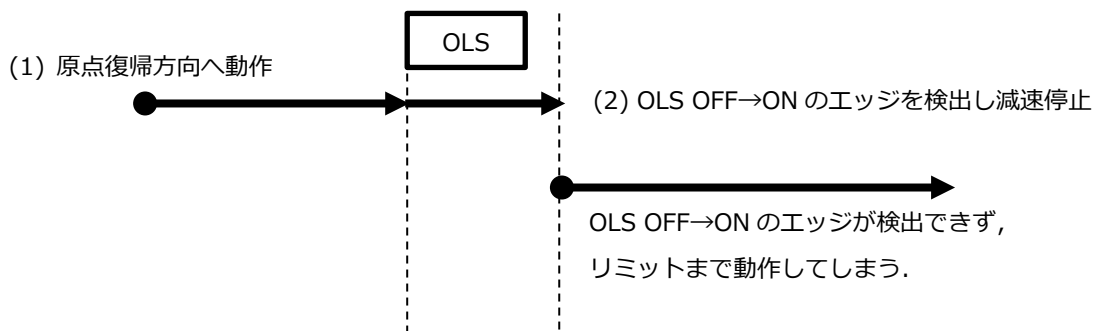 OLS
(1) 原点復帰方向へ動作
(2) OLS OFF→ON のエッジを検出し減速停止
OLS OFF→ON のエッジが検出できず,
リミットまで動作してしまう.